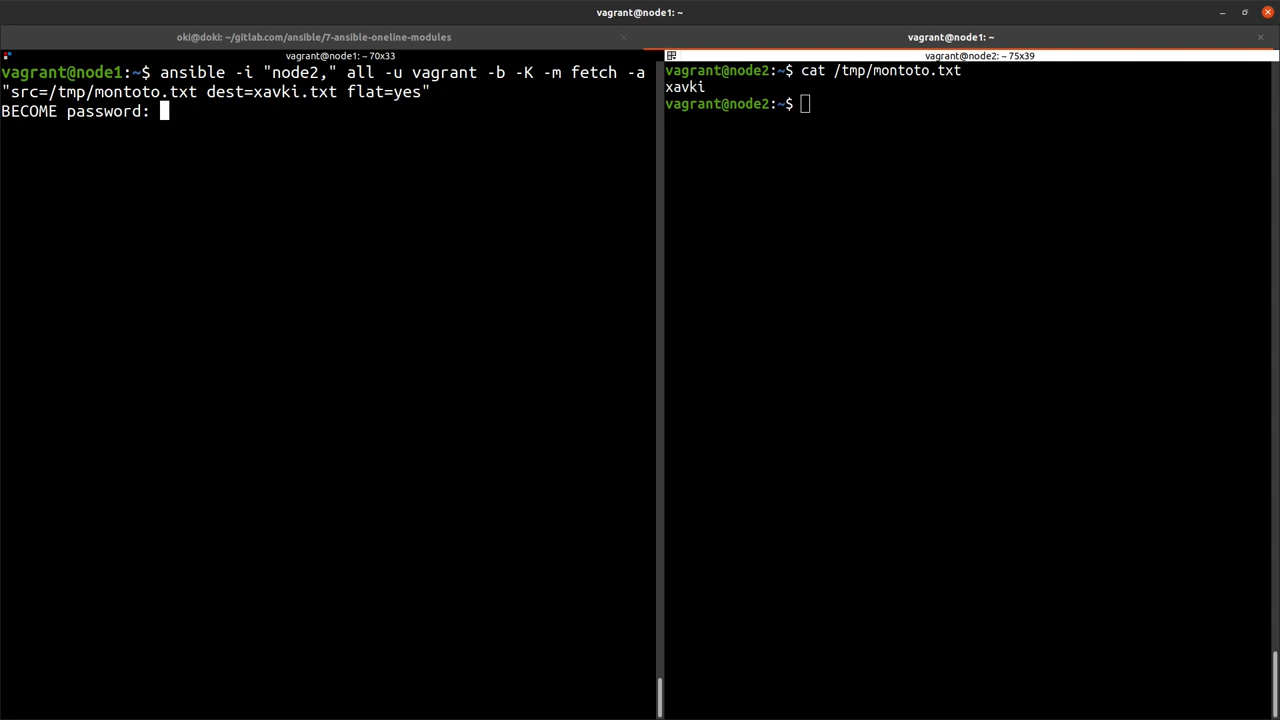 vagrant@node1: ~
oki@doki: ~/gitlab.com/ansible/7-ansible-oneline-modules
vagrant@node1: ~
vagrant@node1: ~ 70x33
vagrant@node1:~$ ansible -i "node2," all -u vagrant -b -K -m fetch -a
"src=/tmp/montoto.txt dest=xavki.txt flat=yes"
BECOME password:
vagrant@node2: ~ 75x39
vagrant@node2:~$ cat /tmp/montoto.txt
xavki
vagrant@node2:~$